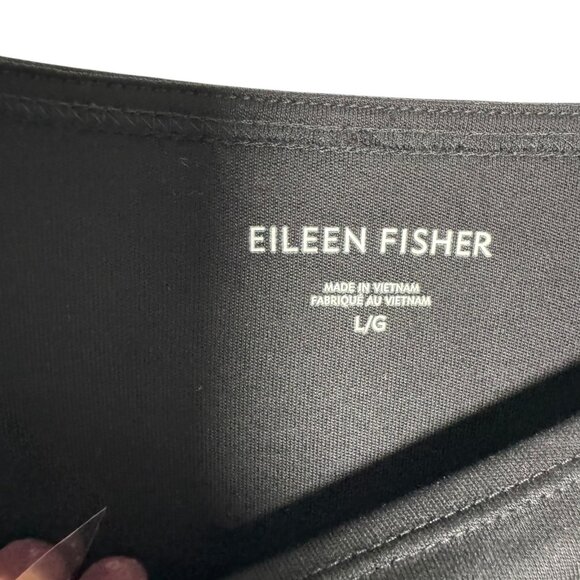 EILEEN FISHER
MADE IN VIETNAM
FABRIQUÉ AU VIETNAM
L/G